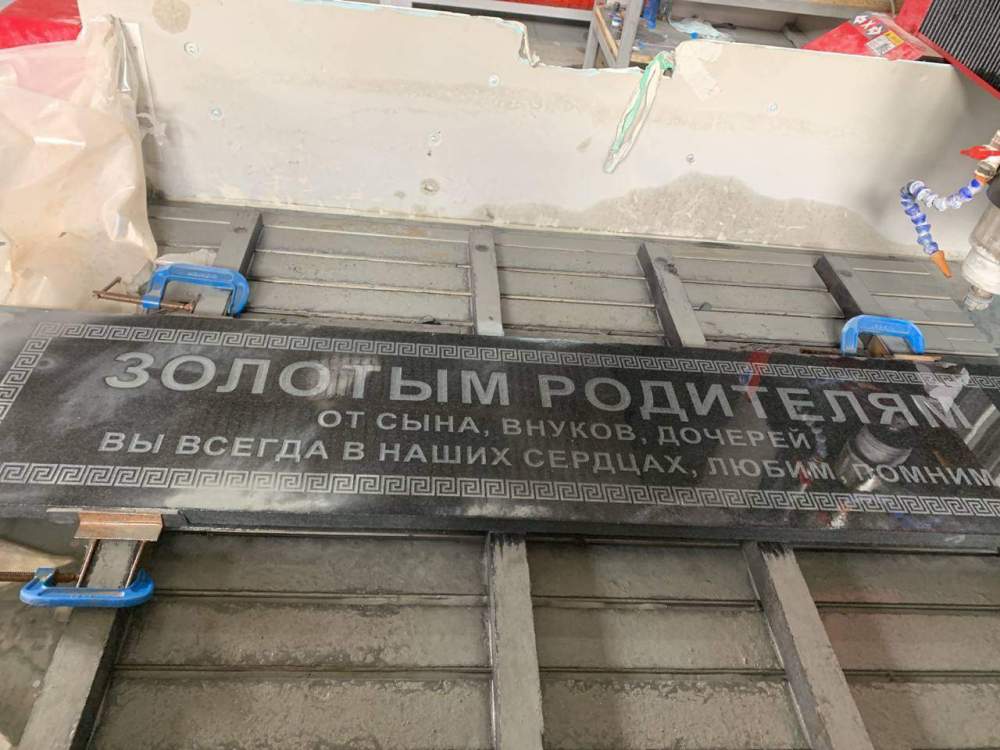 ЗОЛОТЫМ РОДИТЕЛЯМ
ОТ СЫНА, ВНУКОВ, ДОЧЕРЕЙ
ВЫ ВСЕГДА В НАШИХ СЕРДЦАХ, ЛЮБИМ, ПОМНИМ